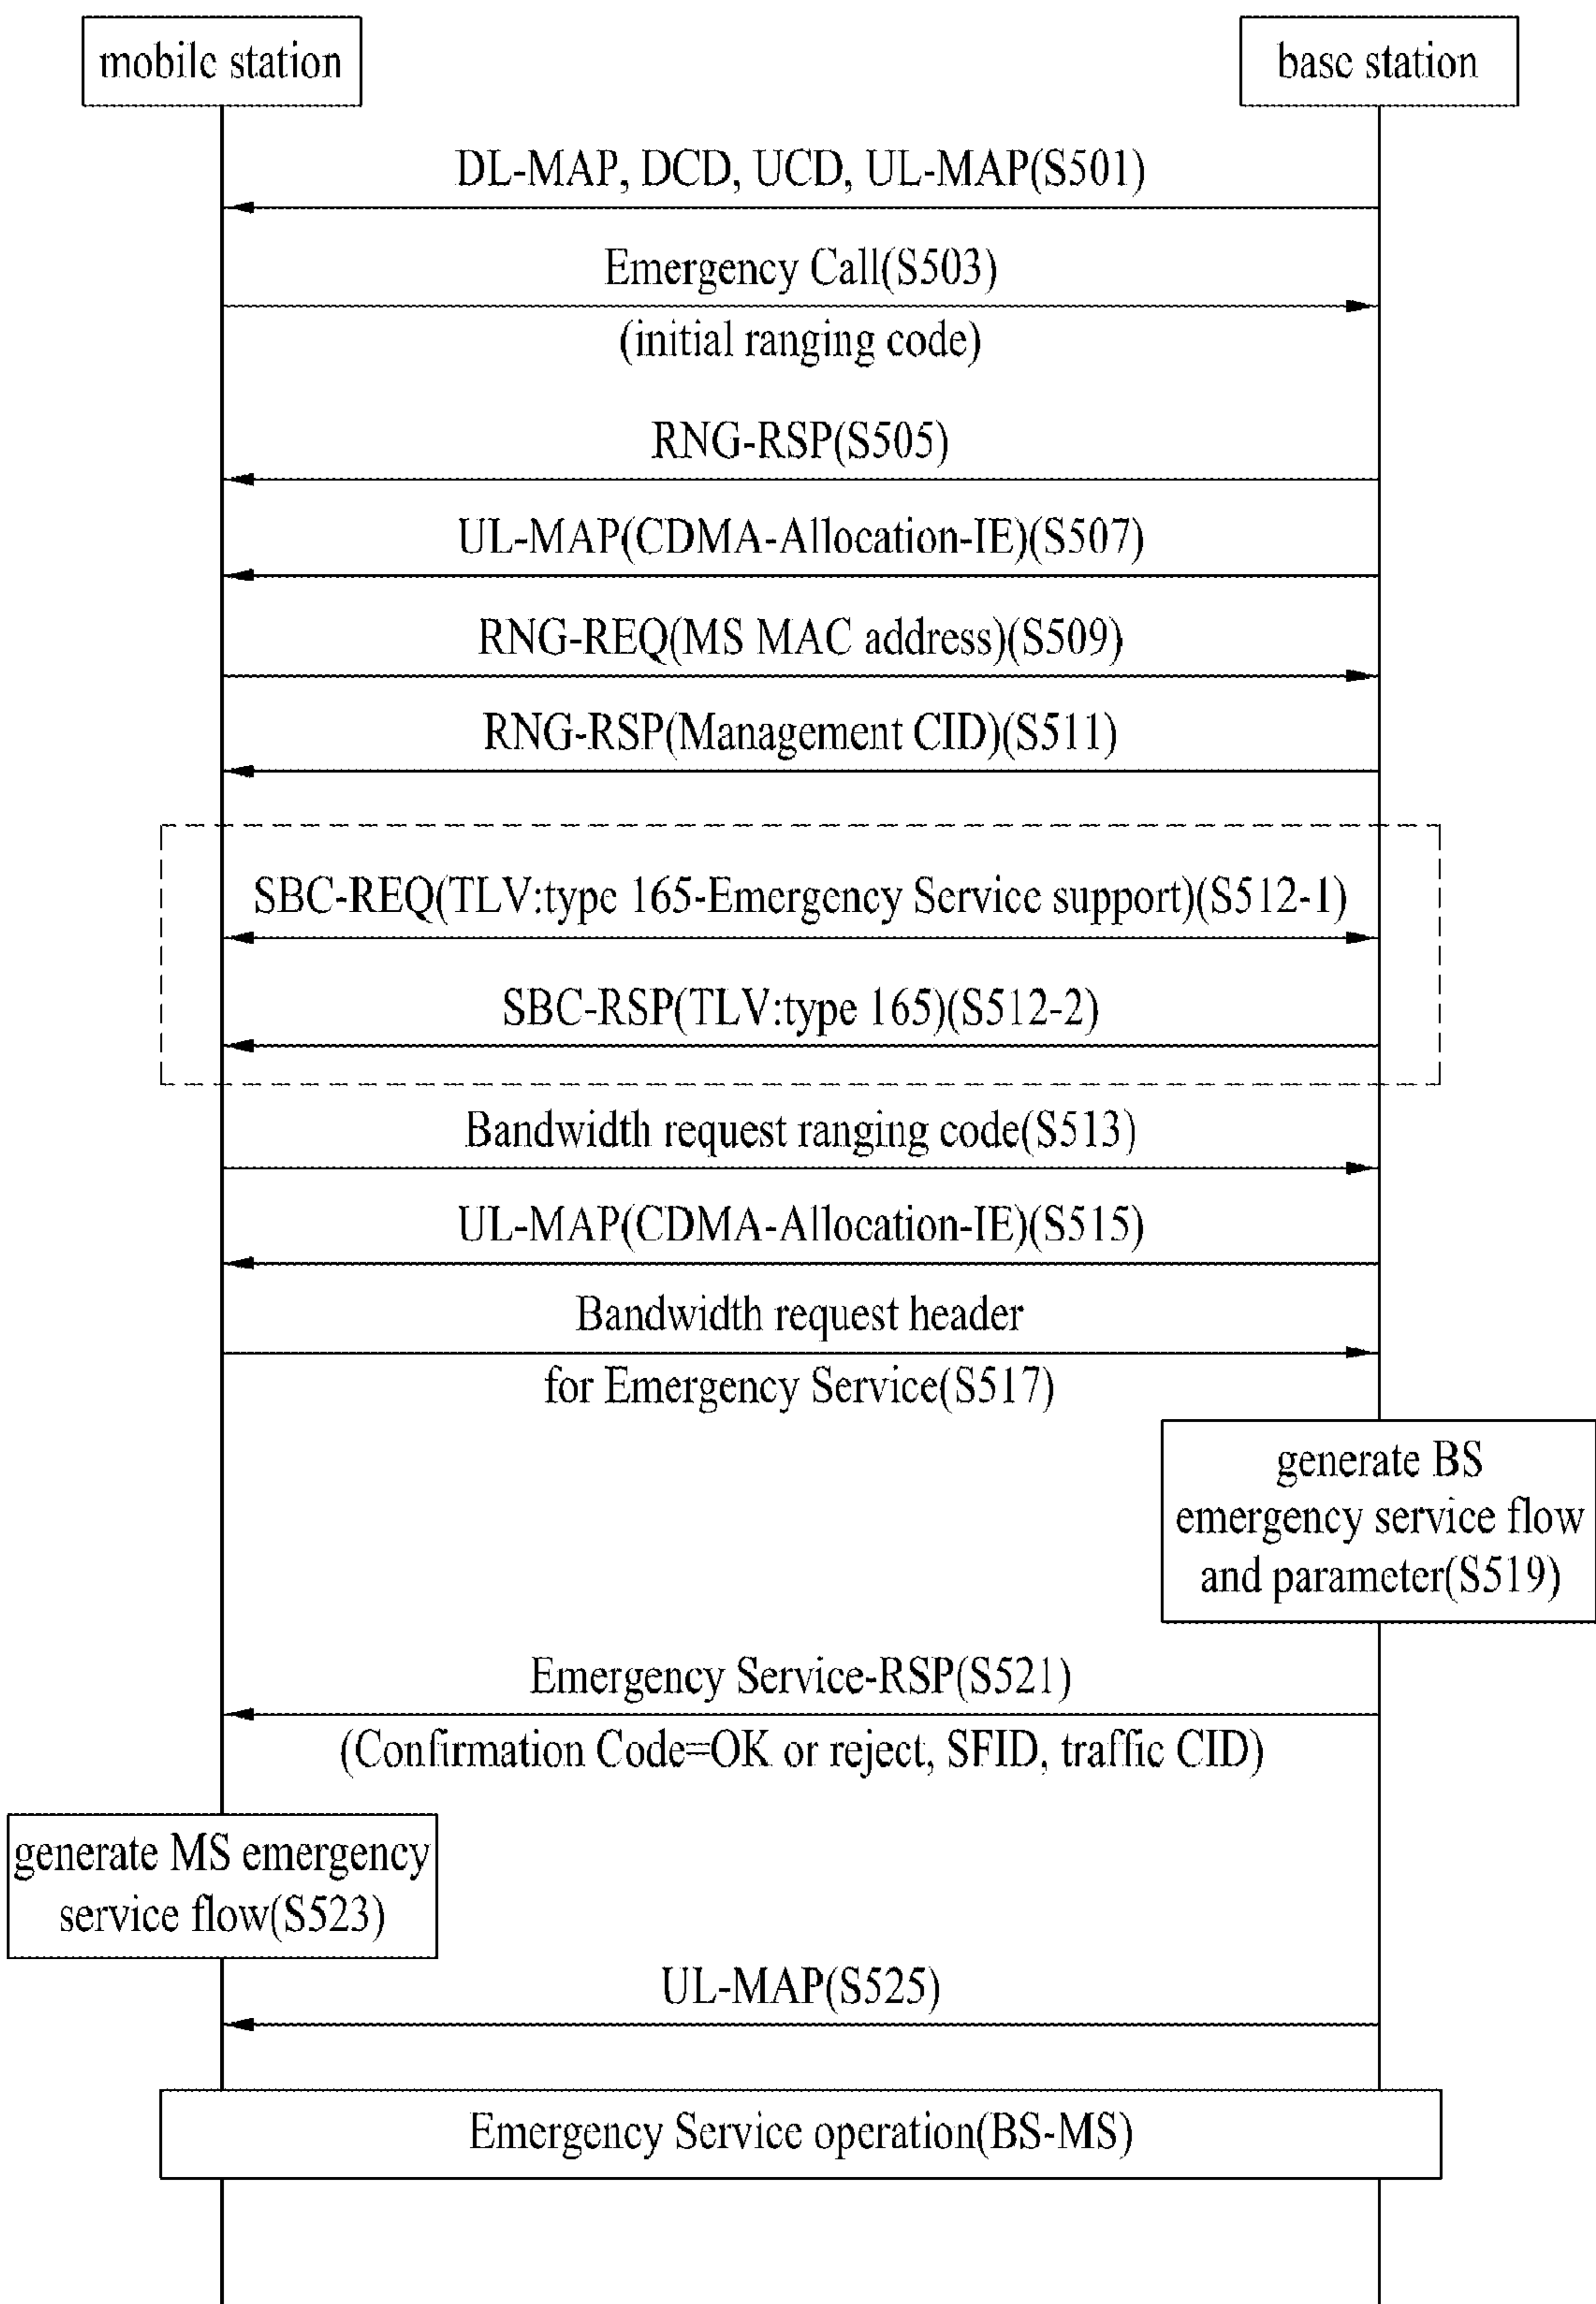 mobile station
base station
DL-MAP, DCD, UCD, UL-MAP(S501)
Emergency Call(S503)
(initial ranging code)
RNG-RSP(S505)
UL-MAP(CDMA-Allocation-IE)(S507)
RNG-REQ(MS MAC address)(S509)
RNG-RSP(Management CID)(S511)
SBC-REQ(TLV:type 165-Emergency Service support)(S512-1)
SBC-RSP(TLV:type 165)(S512-2)
Bandwidth request ranging code(S513)
UL-MAP(CDMA-Allocation-IE)(S515)
Bandwidth request header
for Emergency Service(S517)
generate BS
emergency service flow
and parameter(S519)
Emergency Service-RSP(S521)
(Confirmation Code=OK or reject, SFID, traffic CID)
generate MS emergency
service flow(S523)
UL-MAP(S525)
Emergency Service operation(BS-MS)